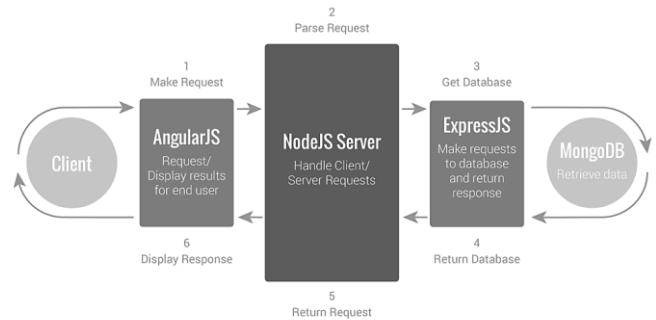 2
Parse Request
1
Make Request
3
Get Database
Client
AngularJS
Request/
Display results
for end user
NodeJS Server
Handle Client/
Server Requests
ExpressJS
Make requests
to database
and return
response
MongoDB
Retrieve data
6
Display Response
4
Return Database
5
Return Request